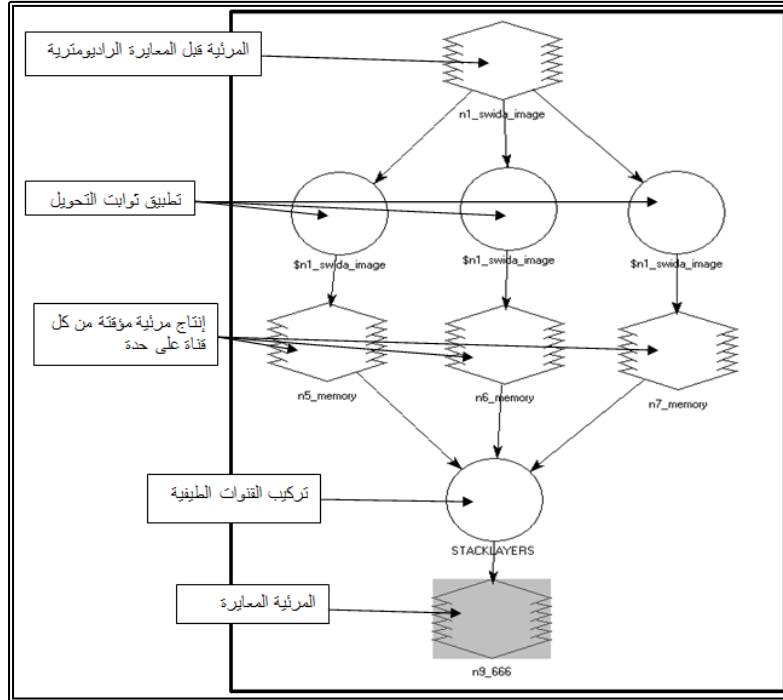 المرئية قبل المعايرة الراديومترية
n1_swida_image
تطبيق ثوابت التحويل
$n1_swida_image
$n1_swida_image
$n1_swida_image
إنتاج مرئية مؤقتة من كل
قناة على حدة
n5_memory
n6_memory
n7_memory
تركيب القنوات الطيفية
STACKLAYERS
المرئية المعايرة
n9_666